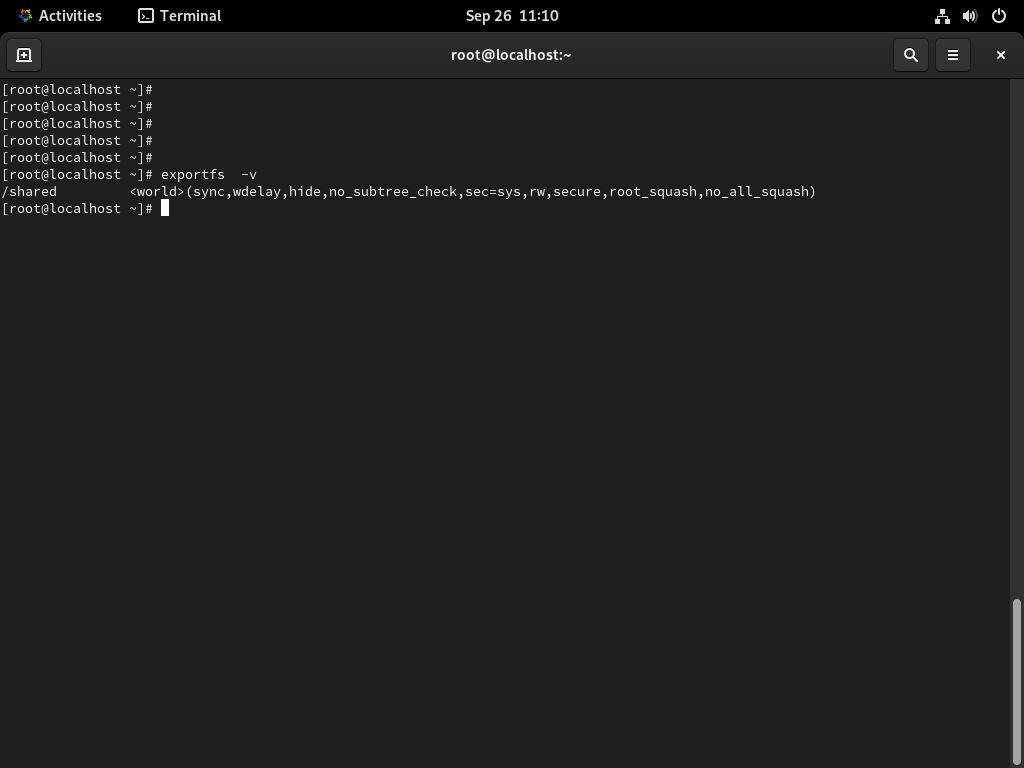 Activities Terminal Sep 26 11:10
root@localhost:~
[root@localhost ~]#
[root@localhost ~]#
[root@localhost ~]#
[root@localhost ~]#
[root@localhost ~]#
[root@localhost ~]# exportfs  -v
/shared         <world>(sync,wdelay,hide,no_subtree_check,sec=sys,rw,secure,root_squash,no_all_squash)
[root@localhost ~]#